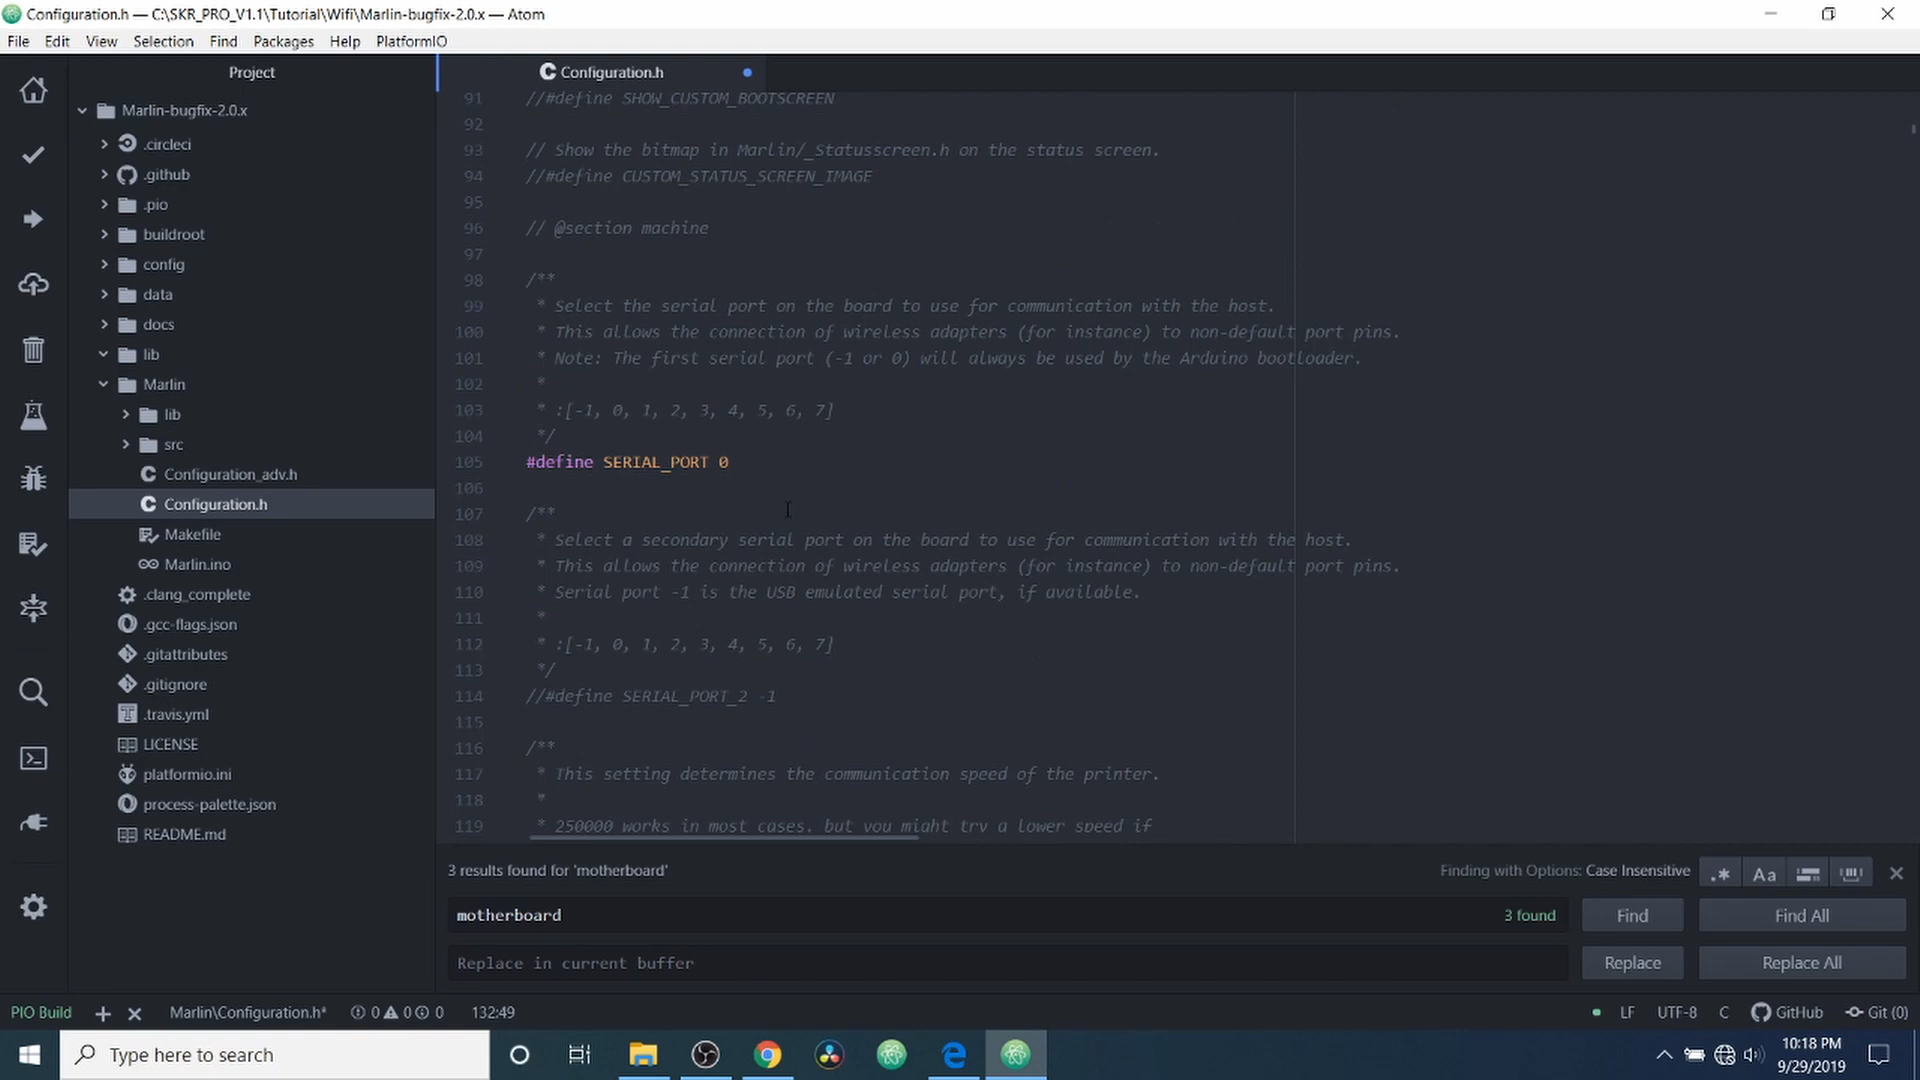 Configuration.h — C:\SKR_PRO_V1.1\Tutorial\Wifi\Marlin-bugfix-2.0.x — Atom
File Edit View Selection Find Packages Help PlatformIO
Project
Marlin-bugfix-2.0.x
.circleci
.github
.pio
buildroot
config
data
docs
lib
Marlin
lib
src
Configuration_adv.h
Configuration.h
Makefile
Marlin.ino
.clang_complete
.gcc-flags.json
.gitattributes
.gitignore
.travis.yml
LICENSE
platformio.ini
process-palette.json
README.md
Configuration.h
91 //#define SHOW_CUSTOM_BOOTSCREEN
92
93 // Show the bitmap in Marlin/_Statusscreen.h on the status screen.
94 //#define CUSTOM_STATUS_SCREEN_IMAGE
95
96 // @section machine
97
98 /**
99 * Select the serial port on the board to use for communication with the host.
100 * This allows the connection of wireless adapters (for instance) to non-default port pins.
101 * Note: The first serial port (-1 or 0) will always be used by the Arduino bootloader.
102 *
103 * :[-1, 0, 1, 2, 3, 4, 5, 6, 7]
104 */
105 #define SERIAL_PORT 0
106
107 /**
108 * Select a secondary serial port on the board to use for communication with the host.
109 * This allows the connection of wireless adapters (for instance) to non-default port pins.
110 * Serial port -1 is the USB emulated serial port, if available.
111 *
112 * :[-1, 0, 1, 2, 3, 4, 5, 6, 7]
113 */
114 //#define SERIAL_PORT_2 -1
115
116 /**
117 * This setting determines the communication speed of the printer.
118 *
119 * 250000 works in most cases, but you might try a lower speed if
3 results found for 'motherboard' Finding with Options: Case Insensitive .* Aa
motherboard 3 found Find Find All
Replace in current buffer Replace Replace All
PIO Build Marlin\Configuration.h* 0 0 0 132:49 LF UTF-8 C GitHub Git (0)
Type here to search
10:18 PM
9/29/2019